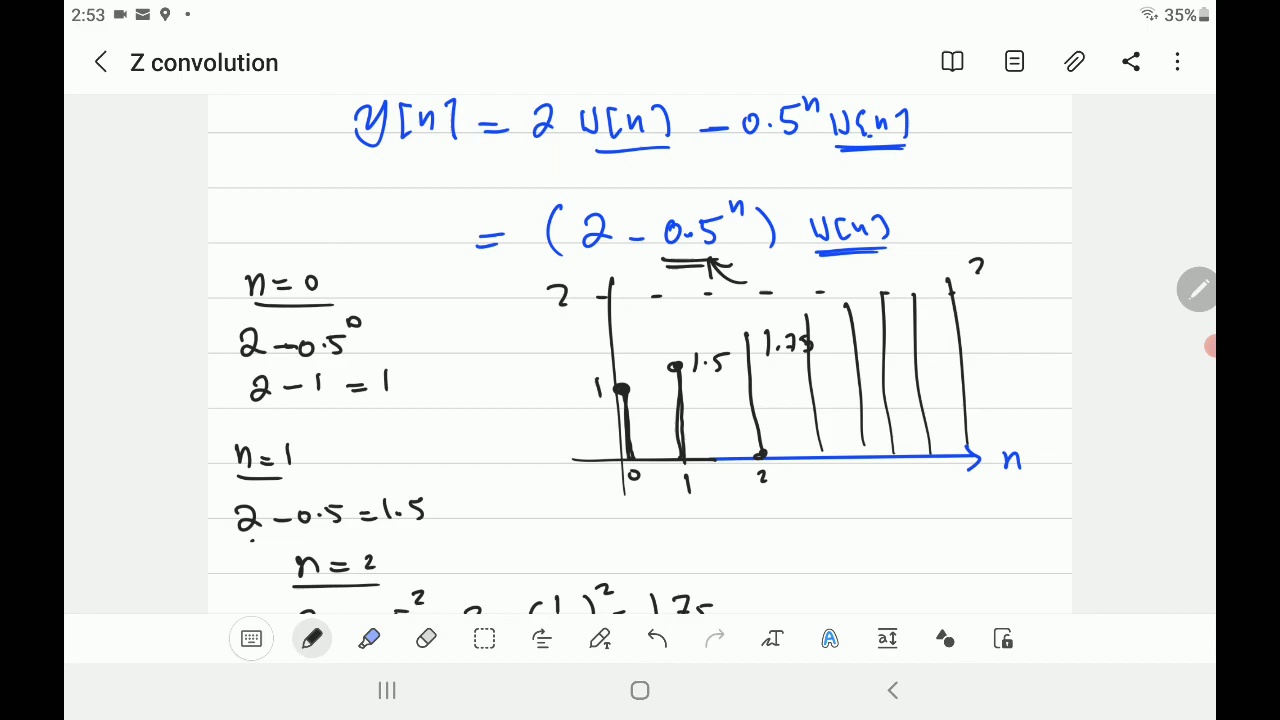 2:53
35%
Z convolution
y[n] = 2 U[n] - 0.5^n U[n]
= (2 - 0.5^n) U[n]
n = 0
2 - 0.5^0
2 - 1 = 1
n = 1
2 - 0.5 = 1.5
n = 2
2 2
1 1.5 1.75
0 1 2 n